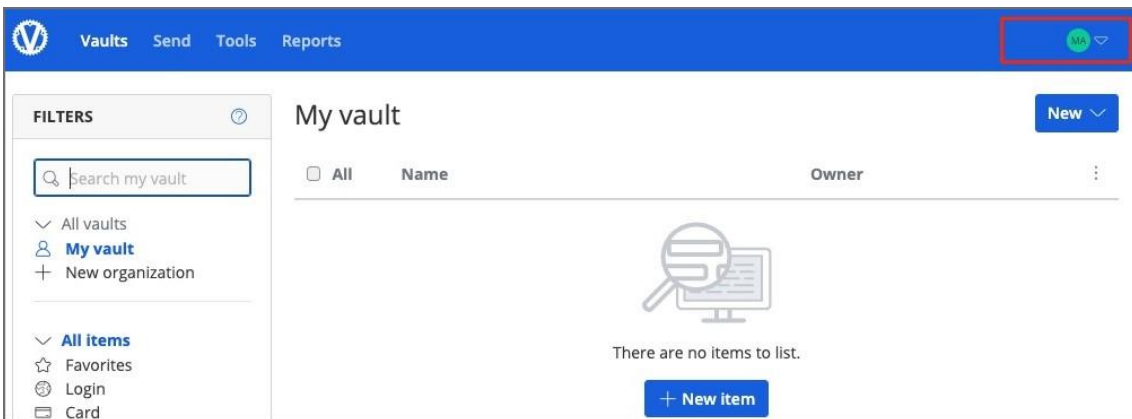 Vaults Send Tools Reports MA
FILTERS
Search my vault
All vaults
My vault
New organization
All items
Favorites
Login
Card
My vault
New
All Name Owner
There are no items to list.
New item